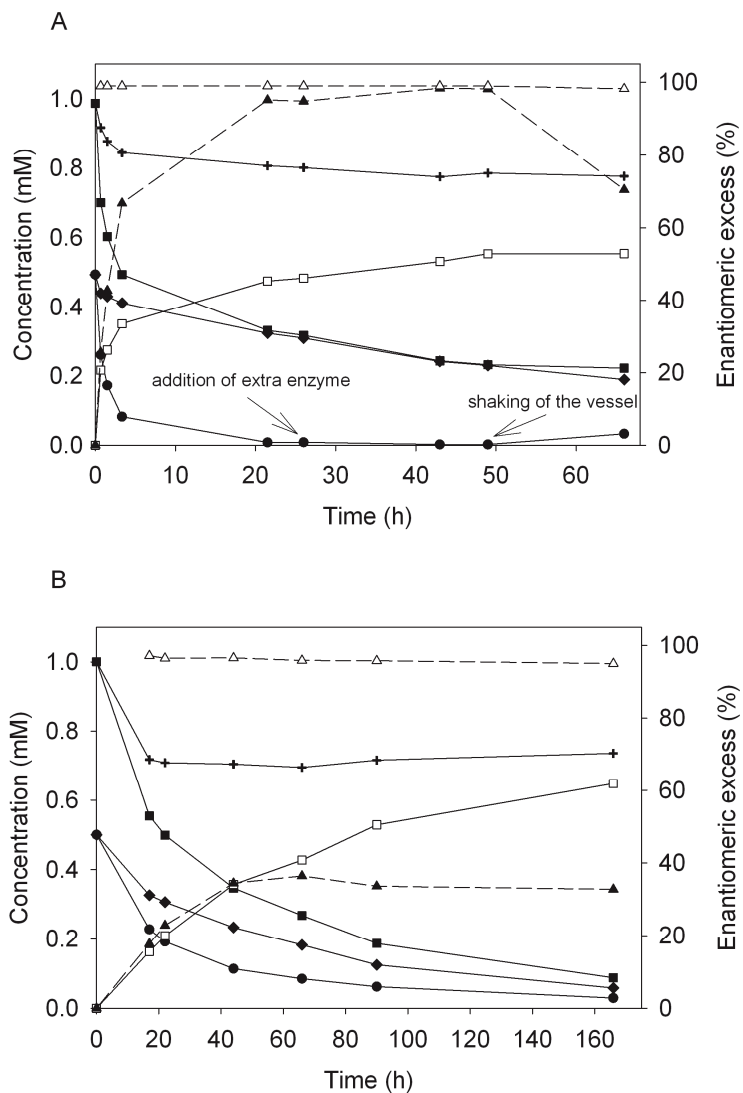 A
Concentration (mM)
1.0
0.8
0.6
0.4
0.2
0.0
addition of extra enzyme
shaking of the vessel
100
80
60
40
20
0
Enantiomeric excess (%)
0 10 20 30 40 50 60
Time (h)
B
Concentration (mM)
1.0
0.8
0.6
0.4
0.2
0.0
100
80
60
40
20
0
Enantiomeric excess (%)
0 20 40 60 80 100 120 140 160
Time (h)